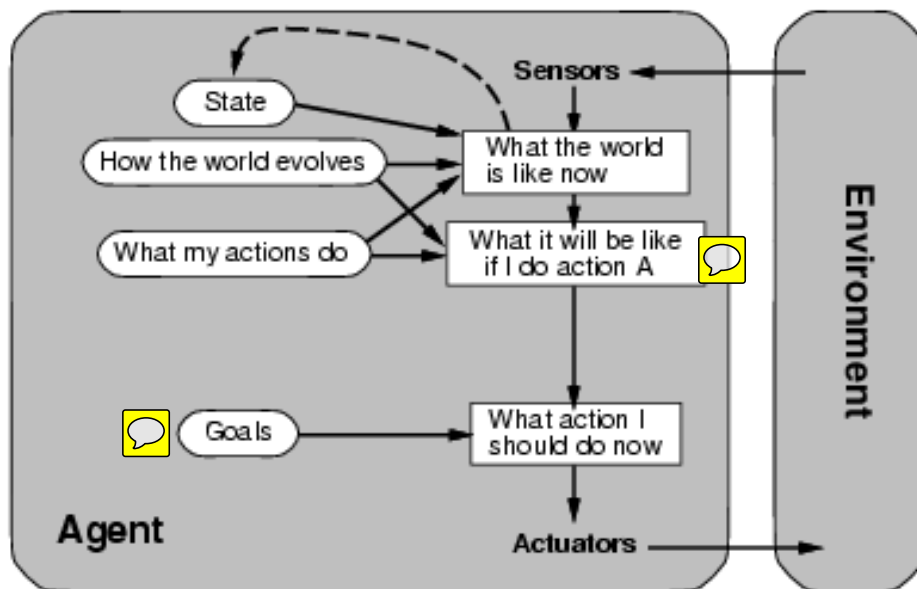 Sensors
State
What the world
is like now
How the world evolves
What it will be like
if I do action A
What my actions do
Environment
What action I
should do now
Goals
Agent
Actuators